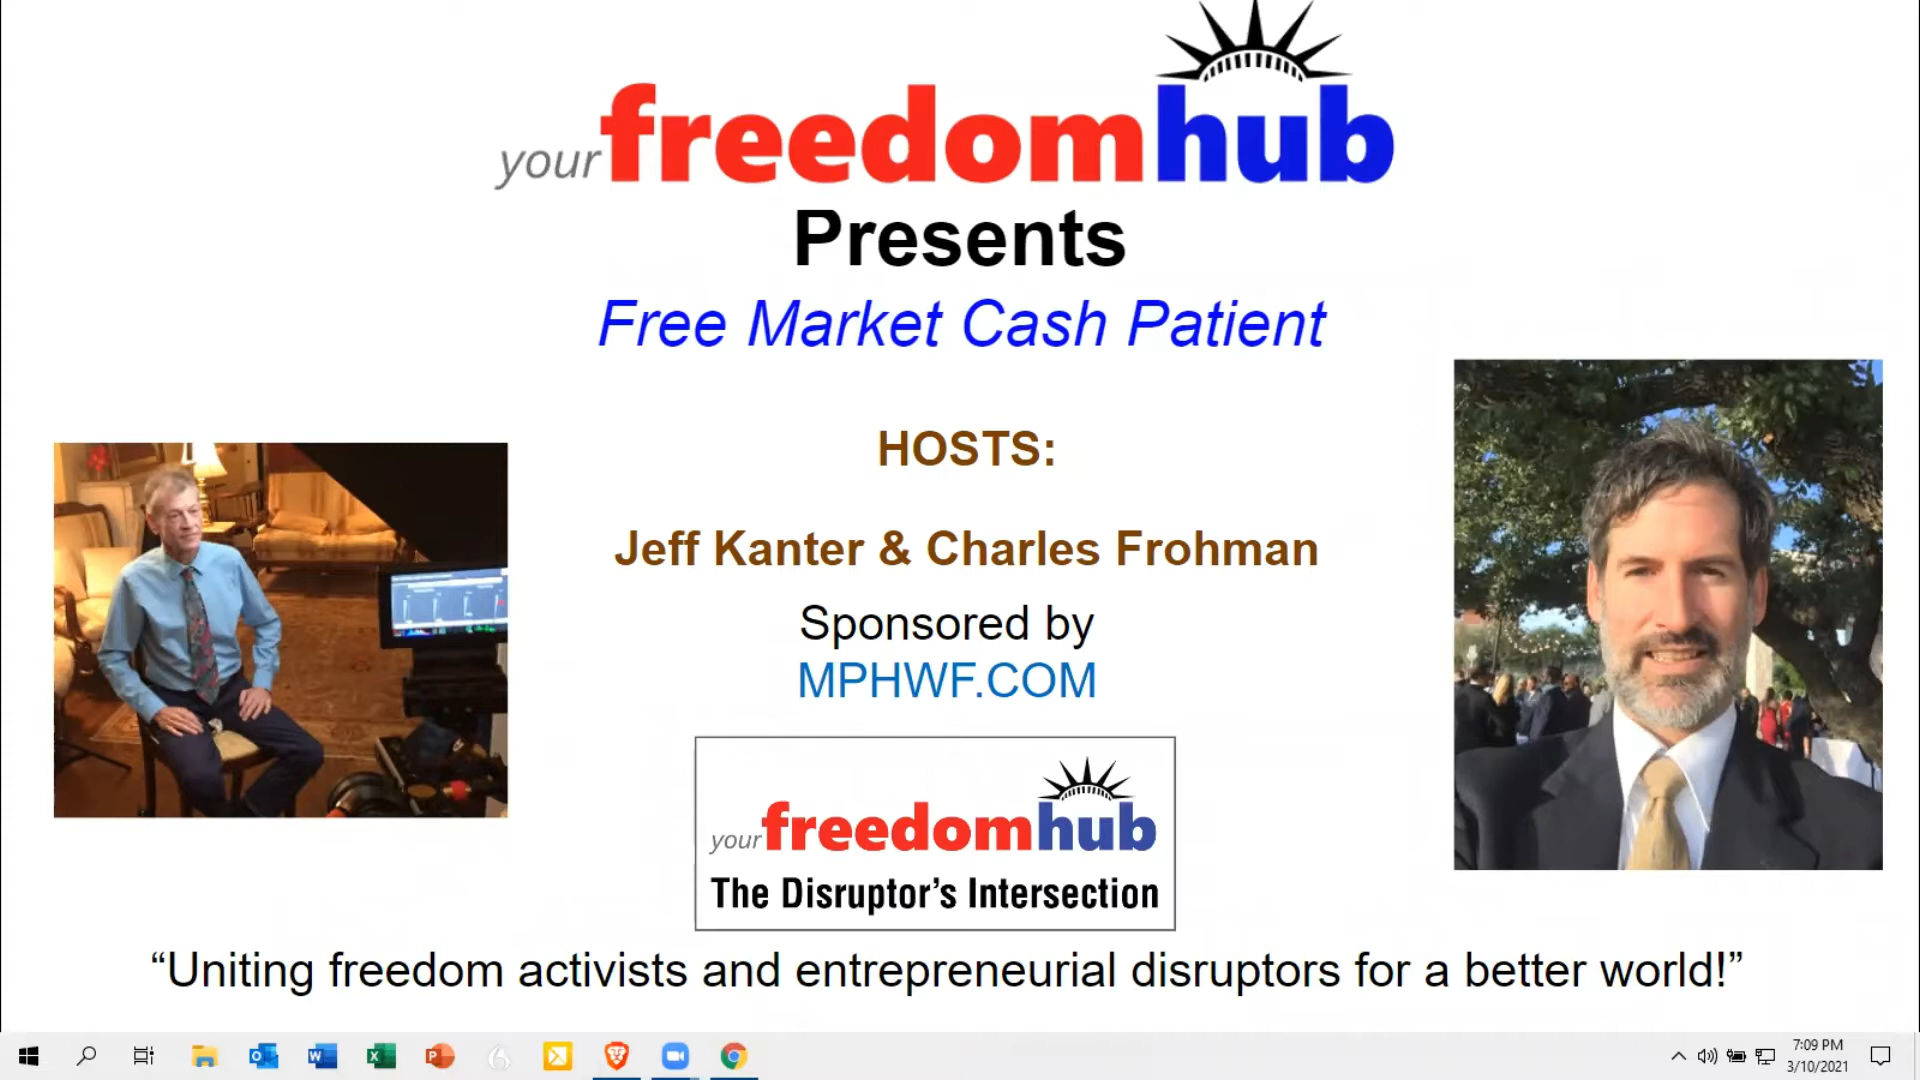 yourfreedomhub
Presents
Free Market Cash Patient
HOSTS:
Jeff Kanter & Charles Frohman
Sponsored by
MPHWF.COM
yourfreedomhub
The Disruptor’s Intersection
“Uniting freedom activists and entrepreneurial disruptors for a better world!”
7:09 PM
3/10/2021